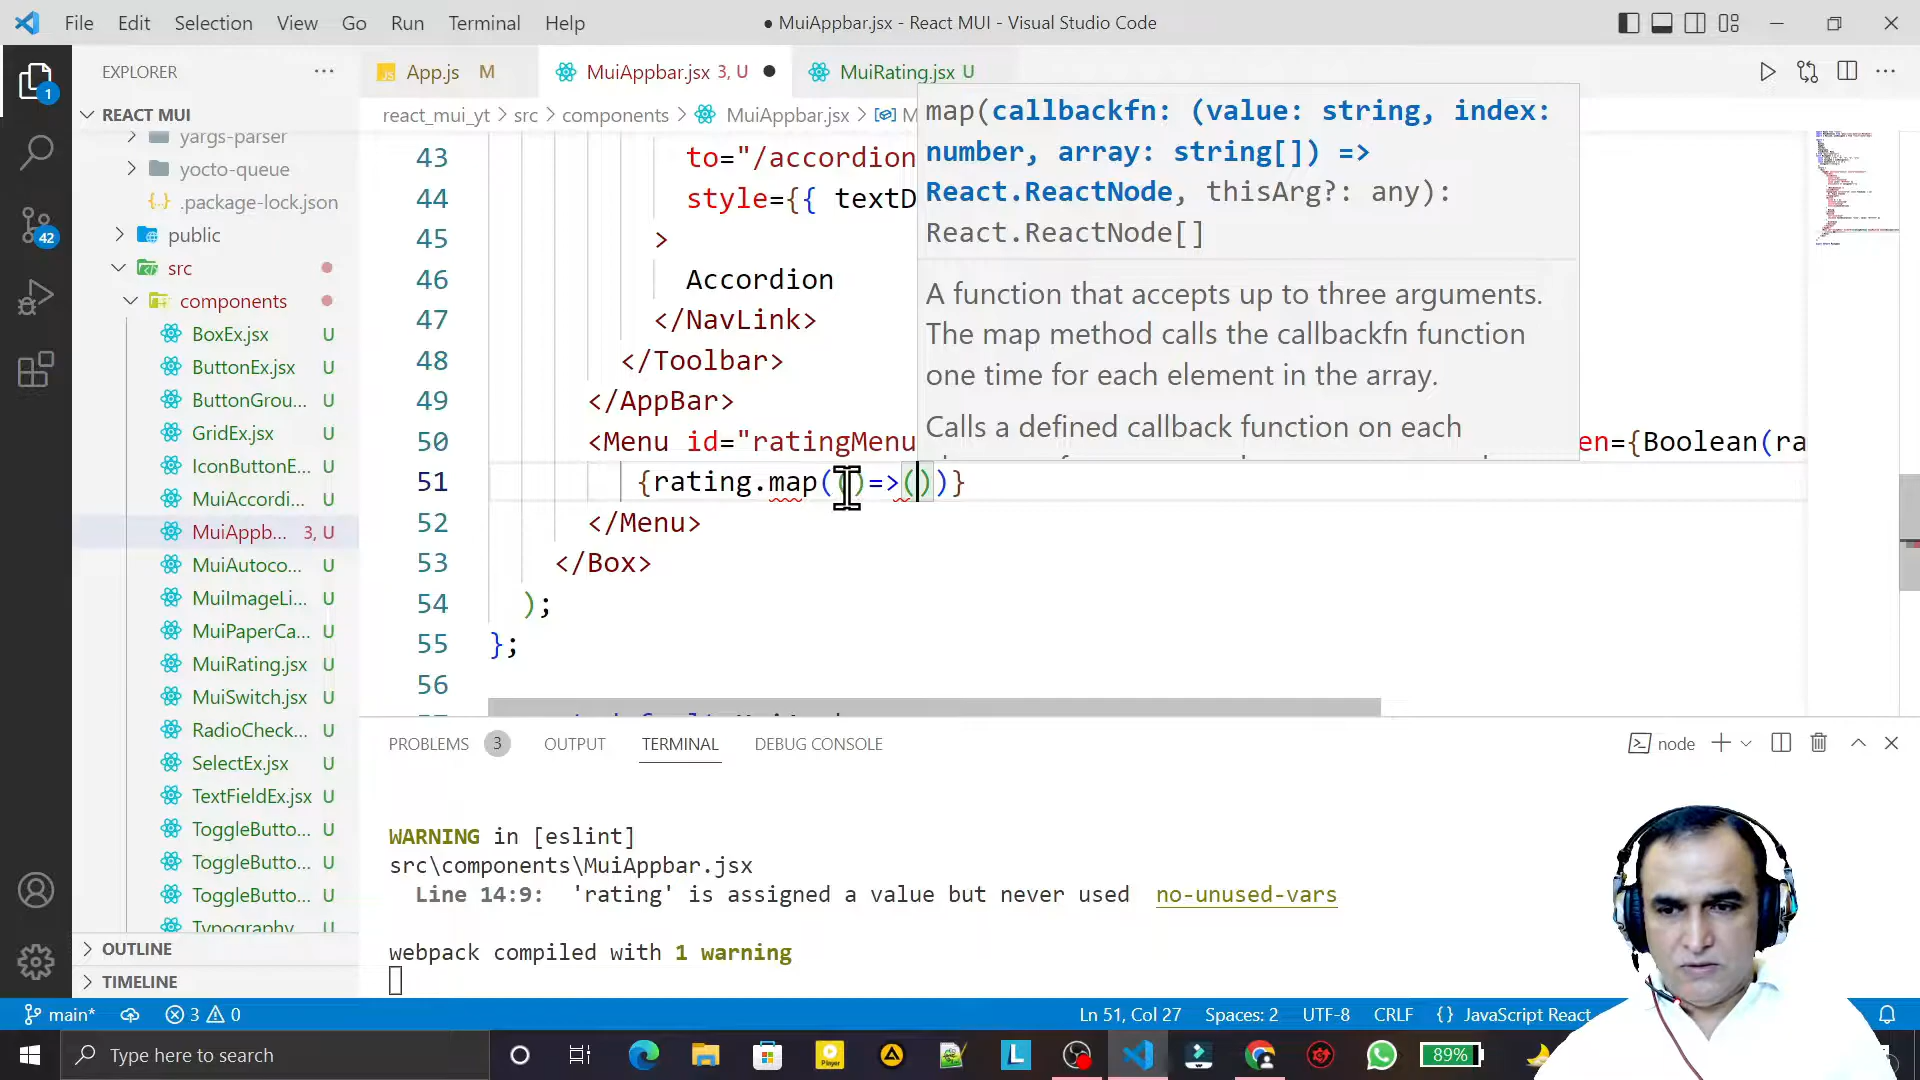 File Edit Selection View Go Run Terminal Help
● MuiAppbar.jsx - React MUI - Visual Studio Code
EXPLORER
App.js M
MuiAppbar.jsx 3, U ●
MuiRating.jsx U
REACT MUI
react_mui_yt > src > components > MuiAppbar.jsx > M
1
42
yargs-parser
yocto-queue
.package-lock.json
public
src
components
BoxEx.jsx U
ButtonEx.jsx U
ButtonGrou... U
GridEx.jsx U
IconButtonE... U
MuiAccordi... U
MuiAppb... 3, U
MuiAutoco... U
MuiImageLi... U
MuiPaperCa... U
MuiRating.jsx U
MuiSwitch.jsx U
RadioCheck... U
SelectEx.jsx U
TextFieldEx.jsx U
ToggleButto... U
ToggleButto... U
ToggleButto... U
Typography U
OUTLINE
TIMELINE
43 to="/accordion
44 style={{ textD
45 >
46 Accordion
47 </NavLink>
48 </Toolbar>
49 </AppBar>
50 <Menu id="ratingMenu en={Boolean(ra
51 {rating.map(()=>())}
52 </Menu>
53 </Box>
54 );
55 };
56
map(callbackfn: (value: string, index:
number, array: string[]) =>
React.ReactNode, thisArg?: any):
React.ReactNode[]
A function that accepts up to three arguments.
The map method calls the callbackfn function
one time for each element in the array.
Calls a defined callback function on each
PROBLEMS 3 OUTPUT TERMINAL DEBUG CONSOLE
node
WARNING in [eslint]
src\components\MuiAppbar.jsx
Line 14:9: 'rating' is assigned a value but never used no-unused-vars
webpack compiled with 1 warning
main* 3 0
Ln 51, Col 27 Spaces: 2 UTF-8 CRLF {} JavaScript React
Type here to search
89%